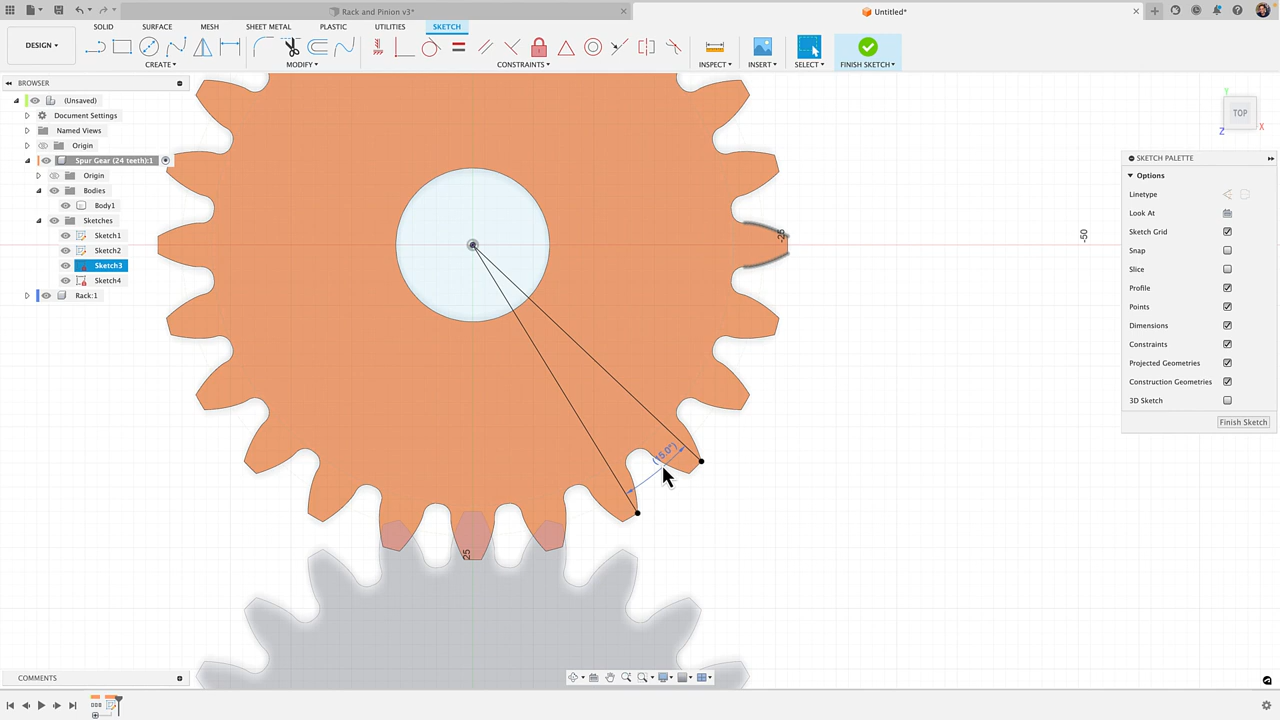 Rack and Pinion v3*
Untitled*
SOLID
SURFACE
MESH
SHEET METAL
PLASTIC
UTILITIES
SKETCH
DESIGN
CREATE
MODIFY
CONSTRAINTS
INSPECT
INSERT
SELECT
FINISH SKETCH
BROWSER
(Unsaved)
Document Settings
Named Views
Origin
Spur Gear (24 teeth):1
Origin
Bodies
Body1
Sketches
Sketch1
Sketch2
Sketch3
Sketch4
Rack:1
TOP
X
Y
Z
-25
-50
(15.0°)
25
SKETCH PALETTE
Options
Linetype
Look At
Sketch Grid
Snap
Slice
Profile
Points
Dimensions
Constraints
Projected Geometries
Construction Geometries
3D Sketch
Finish Sketch
COMMENTS